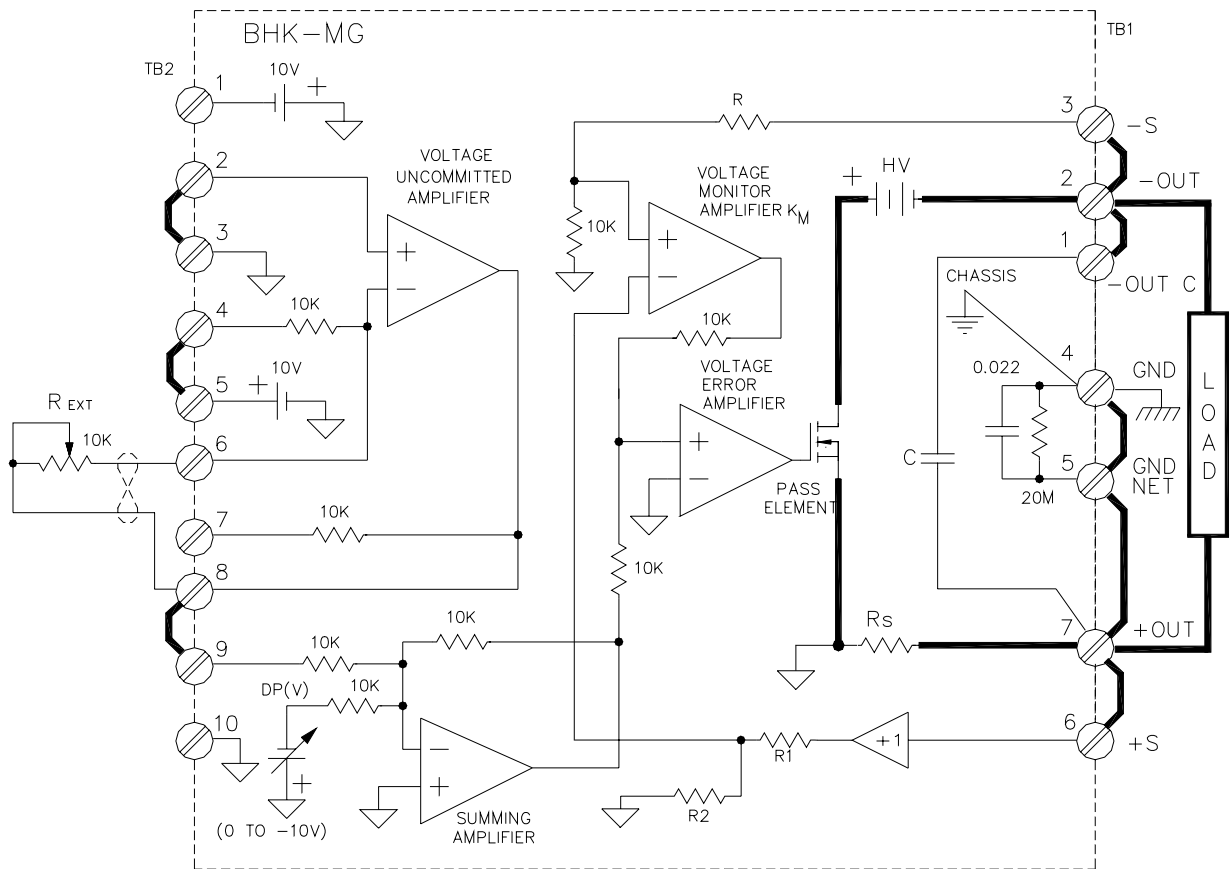 BHK-MG
TB1
TB2
1
10V
+
2
3
VOLTAGE
UNCOMMITTED
AMPLIFIER
+
−
4
10K
5
+
10V
R EXT
10K
6
7
10K
8
9
10K
10K
DP(V)
10K
10
+
(0 TO -10V)
−
+
SUMMING
AMPLIFIER
R
10K
VOLTAGE
MONITOR
AMPLIFIER KM
+
−
10K
VOLTAGE
ERROR
AMPLIFIER
+
−
10K
PASS
ELEMENT
+
HV
3
-S
2
-OUT
1
-OUT C
CHASSIS
4
GND
0.022
5
GND
NET
20M
C
LOAD
Rs
7
+OUT
6
+S
+1
R1
R2